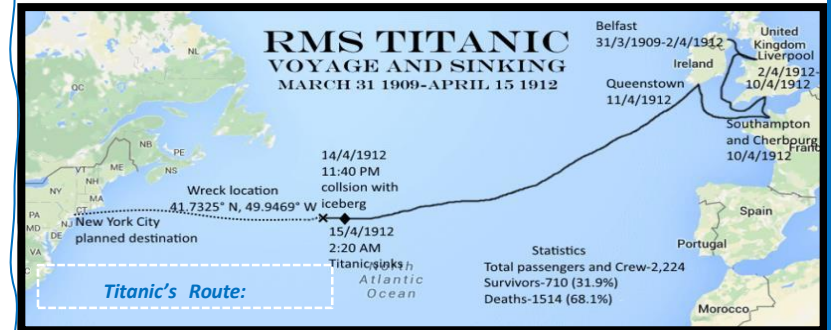 RMS TITANIC
VOYAGE AND SINKING
MARCH 31 1909-APRIL 15 1912
Belfast
31/3/1909-2/4/1912
United
Kingdom
Ireland
Liverpool
2/4/1912-
10/4/1912
Queenstown
11/4/1912
Southampton
and Cherbourg
10/4/1912
France
NL
QC
NB
PE
NS
ME
VT
NH
NY
MA
CT
PA
NJ
MD
DE
VA
14/4/1912
11:40 PM
collsion with
iceberg
Wreck location
41.7325° N, 49.9469° W
New York City
planned destination
15/4/1912
2:20 AM
Titanic sinks
North
Atlantic
Ocean
Statistics
Total passengers and Crew-2,224
Survivors-710 (31.9%)
Deaths-1514 (68.1%)
Spain
Portugal
Morocco
Titanic's Route: